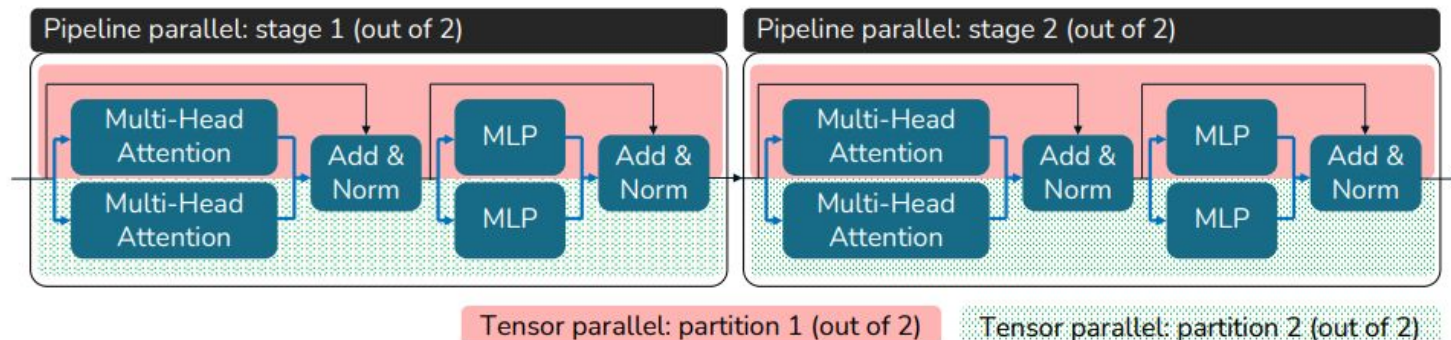 Pipeline parallel: stage 1 (out of 2)
Multi-Head
Attention
Multi-Head
Attention
Add &
Norm
MLP
MLP
Add &
Norm
Pipeline parallel: stage 2 (out of 2)
Multi-Head
Attention
Multi-Head
Attention
Add &
Norm
MLP
MLP
Add &
Norm
Tensor parallel: partition 1 (out of 2)
Tensor parallel: partition 2 (out of 2)